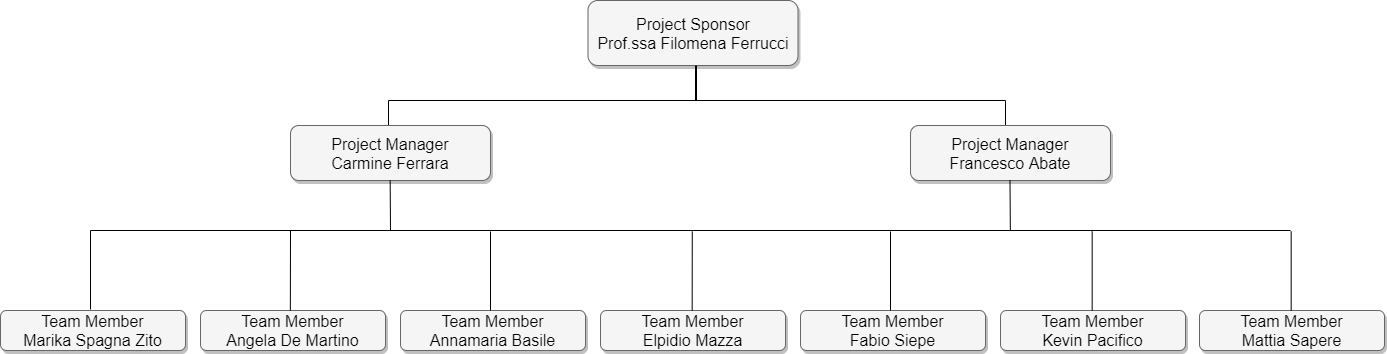 Project Sponsor
Prof.ssa Filomena Ferrucci
Project Manager
Carmine Ferrara
Project Manager
Francesco Abate
Team Member
Marika Spagna Zito
Team Member
Angela De Martino
Team Member
Annamaria Basile
Team Member
Elpidio Mazza
Team Member
Fabio Siepe
Team Member
Kevin Pacifico
Team Member
Mattia Sapere